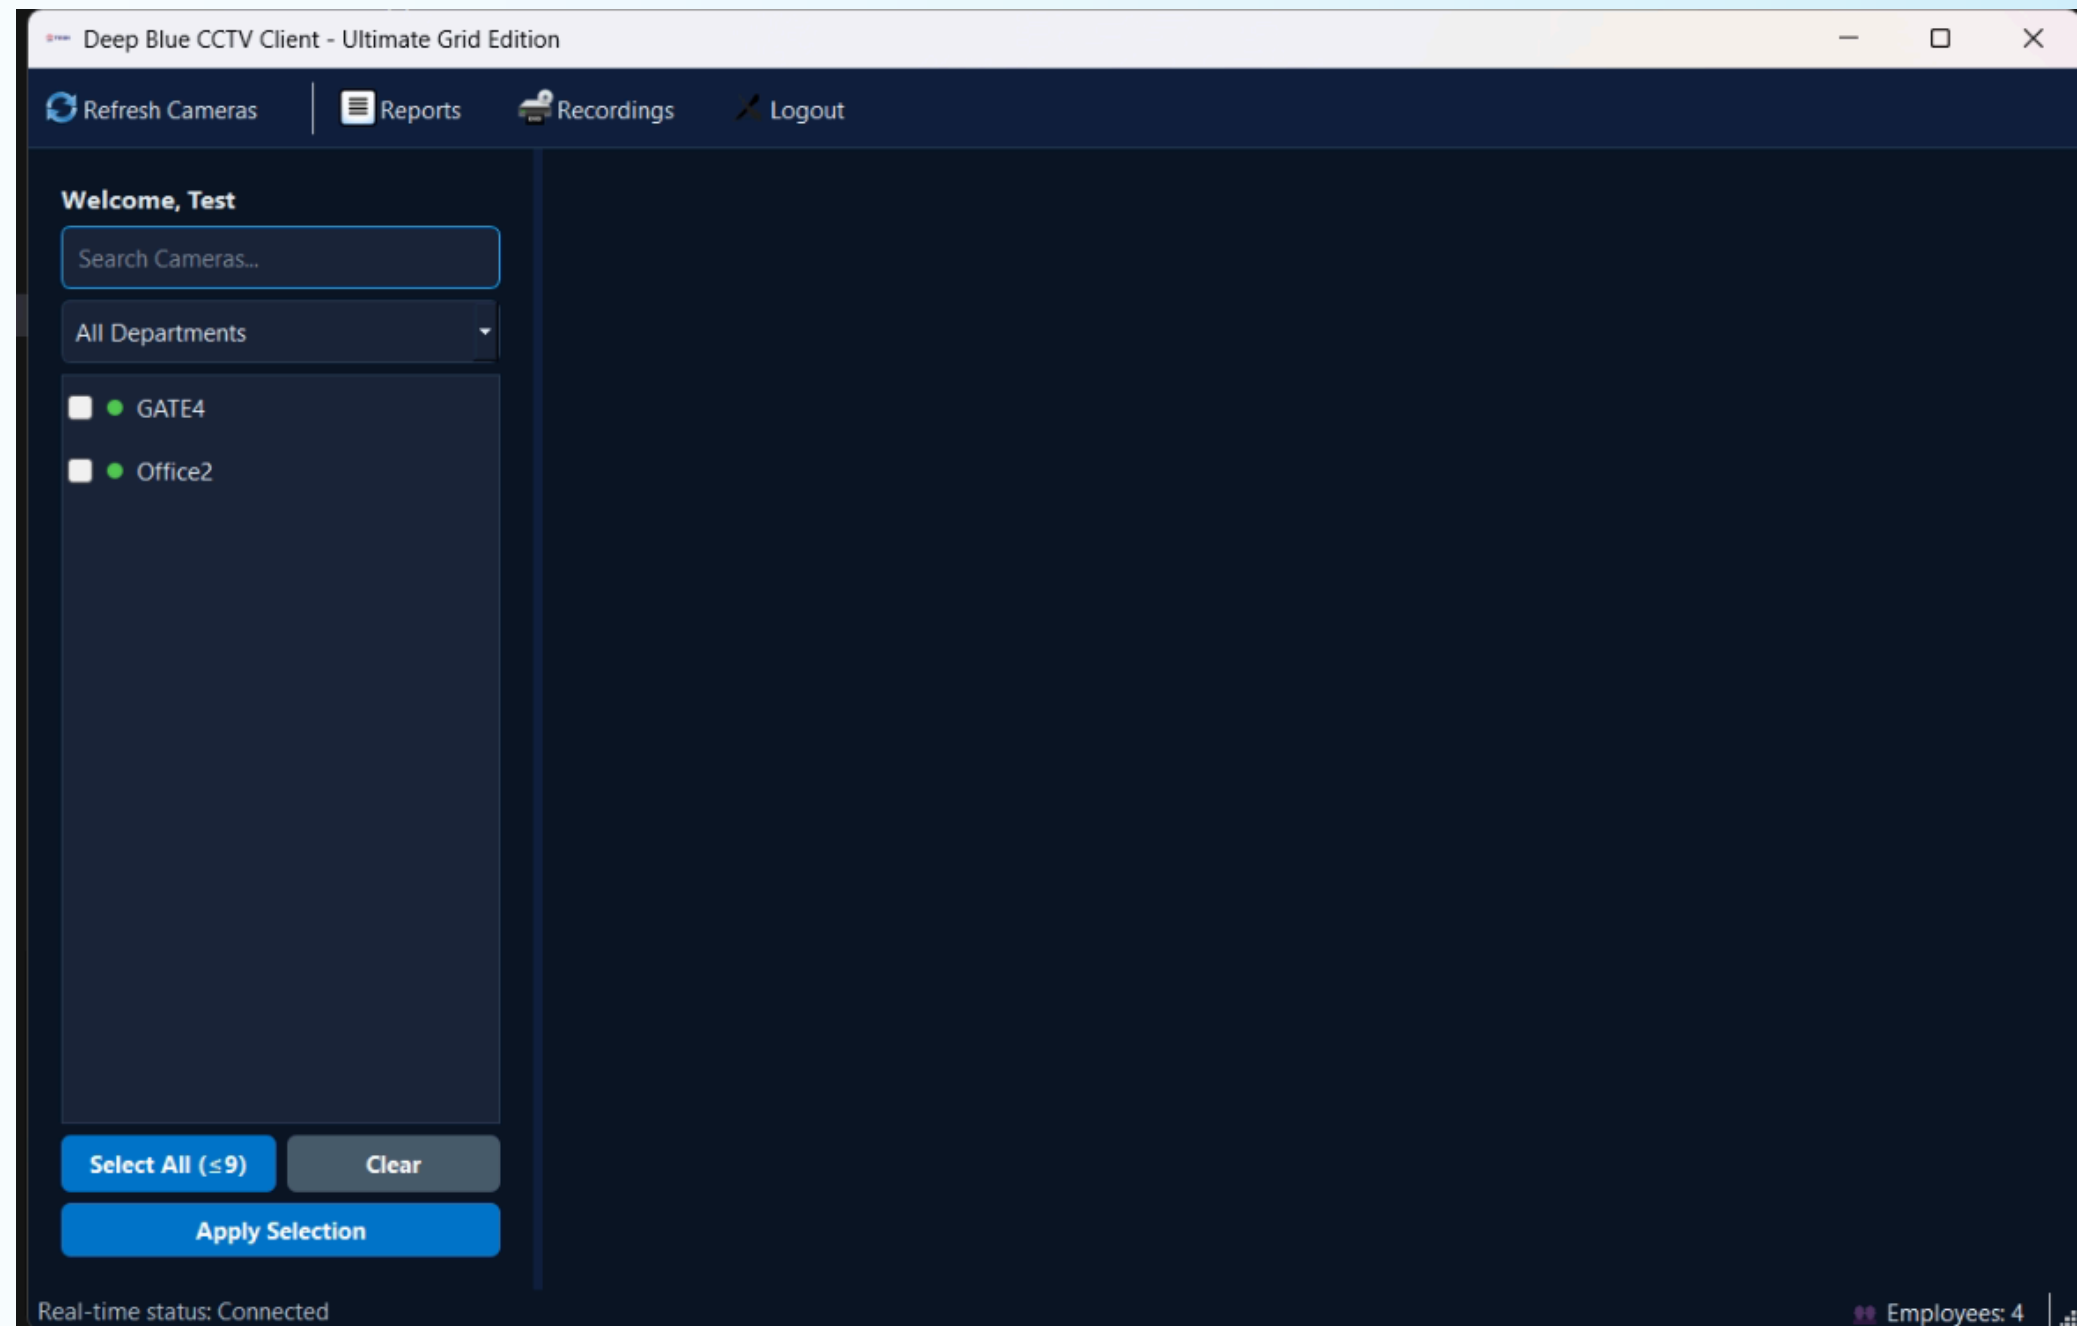 Deep Blue CCTV Client - Ultimate Grid Edition
Refresh Cameras Reports Recordings Logout
Welcome, Test
Search Cameras...
All Departments
GATE4
Office2
Select All (≤9) Clear
Apply Selection
Real-time status: Connected Employees: 4